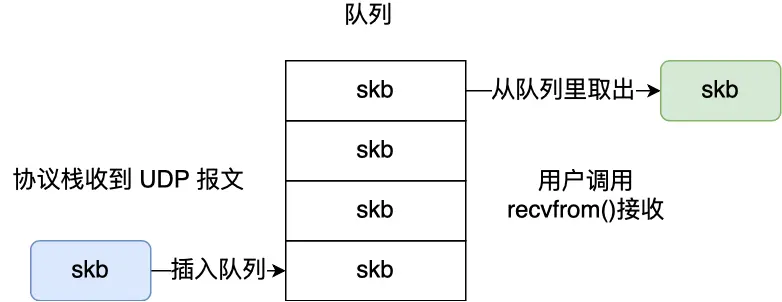 队列
skb
从队列里取出
skb
skb
协议栈收到 UDP 报文
skb
用户调用
recvfrom()接收
skb
插入队列
skb